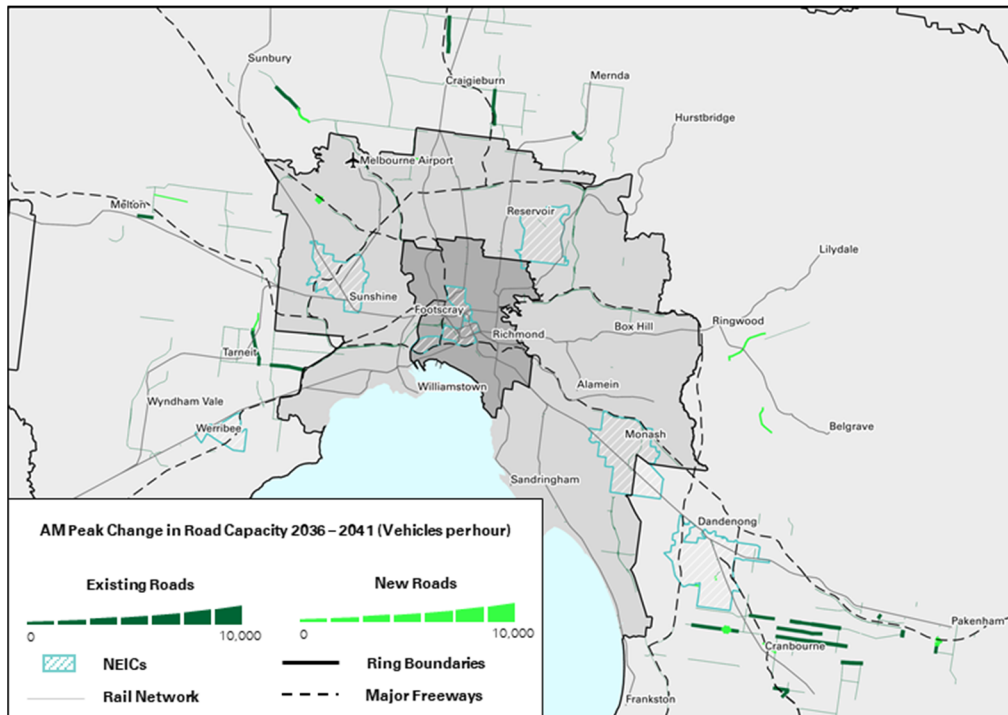 Sunbury
Craigieburn
Mernda
Hurstbridge
Melbourne Airport
Melton
Reservoir
Lilydale
Sunshine
Footscray
Richmond
Box Hill
Ringwood
Tarneit
Williamstown
Alamein
Wyndham Vale
Werribee
Belgrave
Monash
Sandringham
Dandenong
Pakenham
Cranbourne
Frankston
AM Peak Change in Road Capacity 2036 – 2041 (Vehicles per hour)
Existing Roads
New Roads
0
10,000
0
10,000
NEICs
Ring Boundaries
Rail Network
Major Freeways